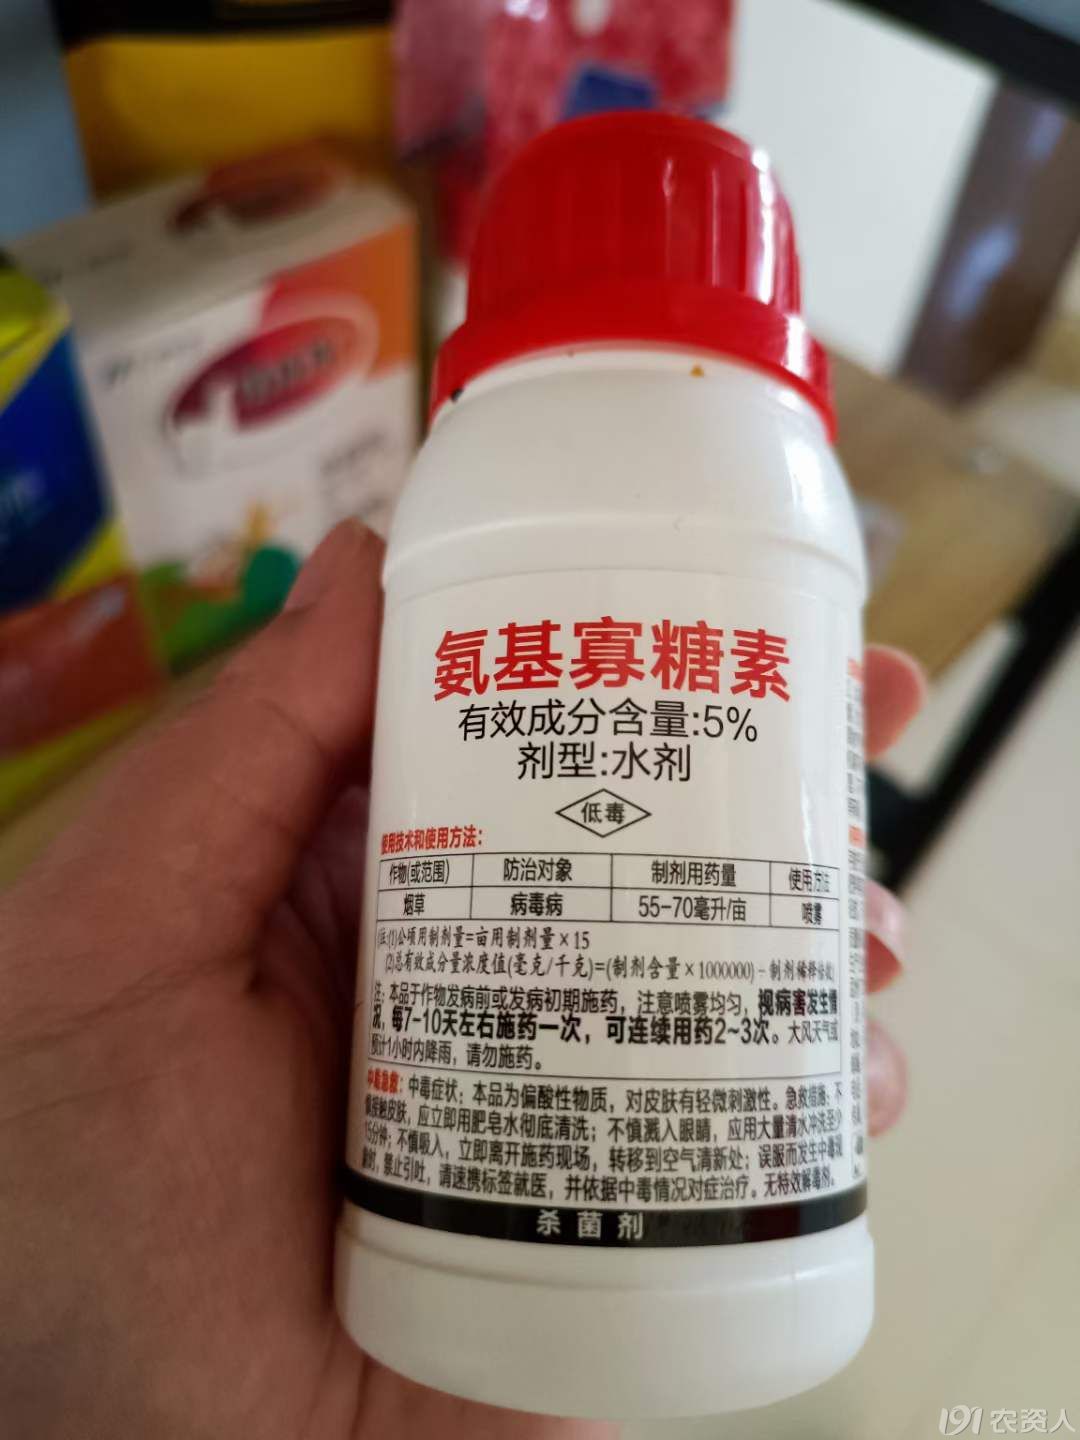 氨基寡糖素
有效成分含量:5%
剂型:水剂
低毒
使用技术和使用方法:
作物(或范围) 防治对象 制剂用药量 使用方法
烟草 病毒病 55-70毫升/亩 喷雾
注:(1)公顷用制剂量=亩用制剂量×15
(2)总有效成分量浓度值(毫克/千克)=(制剂含量×1000000)÷制剂稀释倍数
注:本品于作物发病前或发病初期施药，注意喷雾均匀，视病害发生情
况，每7-10天左右施药一次，可连续用药2~3次。大风天气或
预计1小时内降雨，请勿施药。
中毒急救:中毒症状:本品为偏酸性物质，对皮肤有轻微刺激性。急救措施:不
慎接触皮肤，应立即用肥皂水彻底清洗;不慎溅入眼睛，应用大量清水冲洗至少
15分钟;不慎吸入，立即离开施药现场，转移到空气清新处;误服而发生中毒现
象时，禁止引吐，请速携标签就医，并依据中毒情况对症治疗。无特效解毒剂。
杀菌剂
191农资人